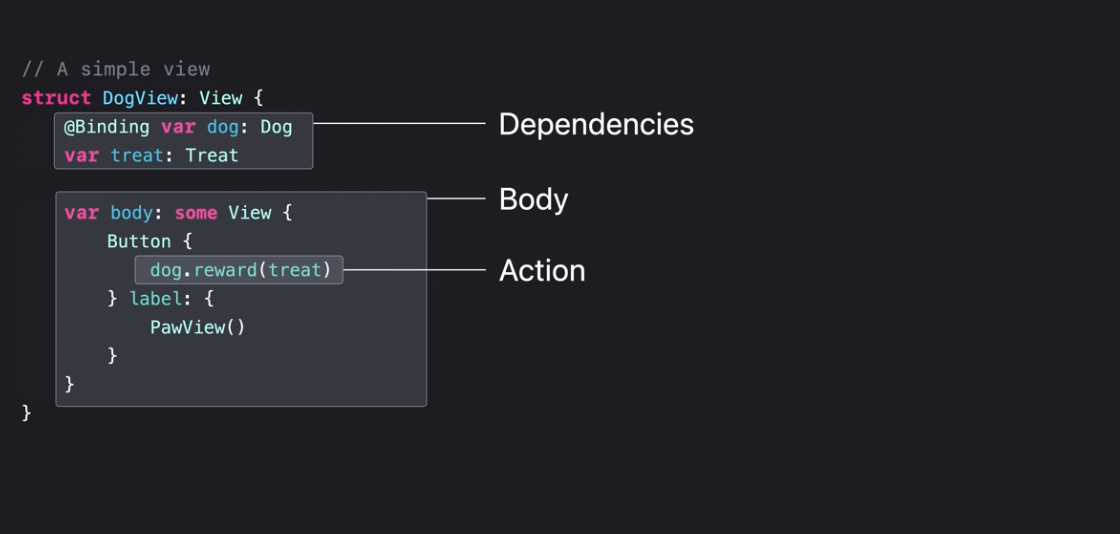 // A simple view
struct DogView: View {
@Binding var dog: Dog
var treat: Treat
Dependencies
var body: some View {
Body
Button {
dog.reward(treat)
Action
} label: {
PawView()
}
}
}